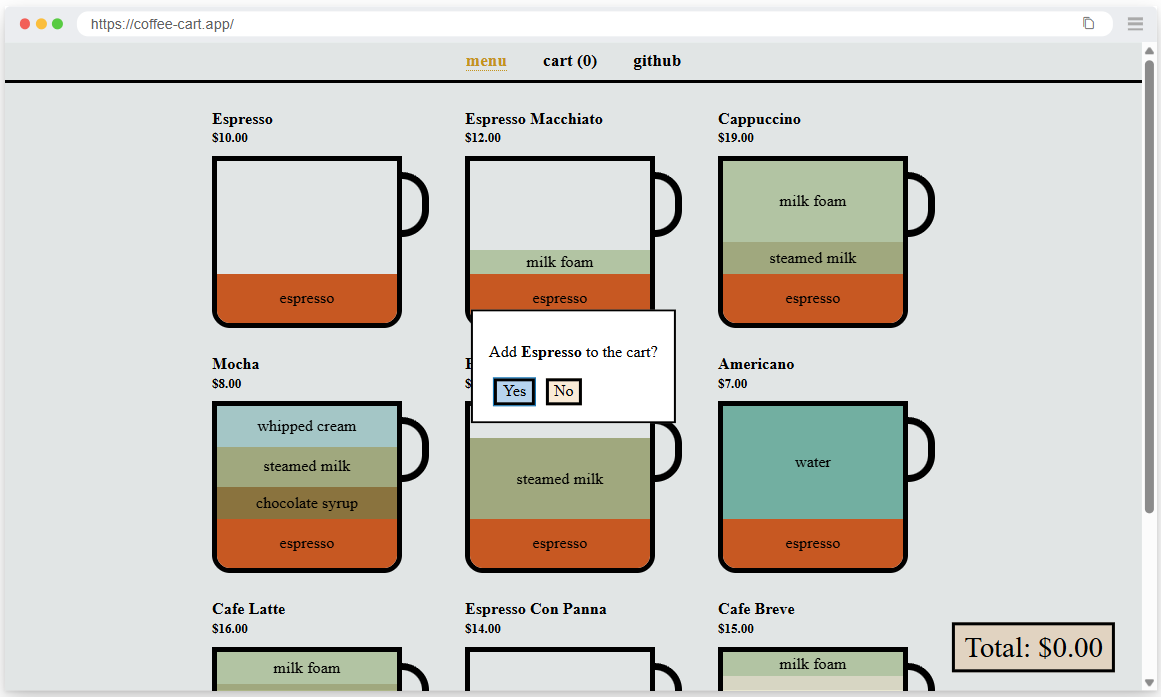 https://coffee-cart.app/
menu cart (0) github
Espresso
$10.00
espresso
Espresso Macchiato
$12.00
milk foam
espresso
Cappuccino
$19.00
milk foam
steamed milk
espresso
Add Espresso to the cart?
Yes No
Mocha
$8.00
whipped cream
steamed milk
chocolate syrup
espresso
steamed milk
espresso
Americano
$7.00
water
espresso
Cafe Latte
$16.00
milk foam
Espresso Con Panna
$14.00
Cafe Breve
$15.00
milk foam
Total: $0.00